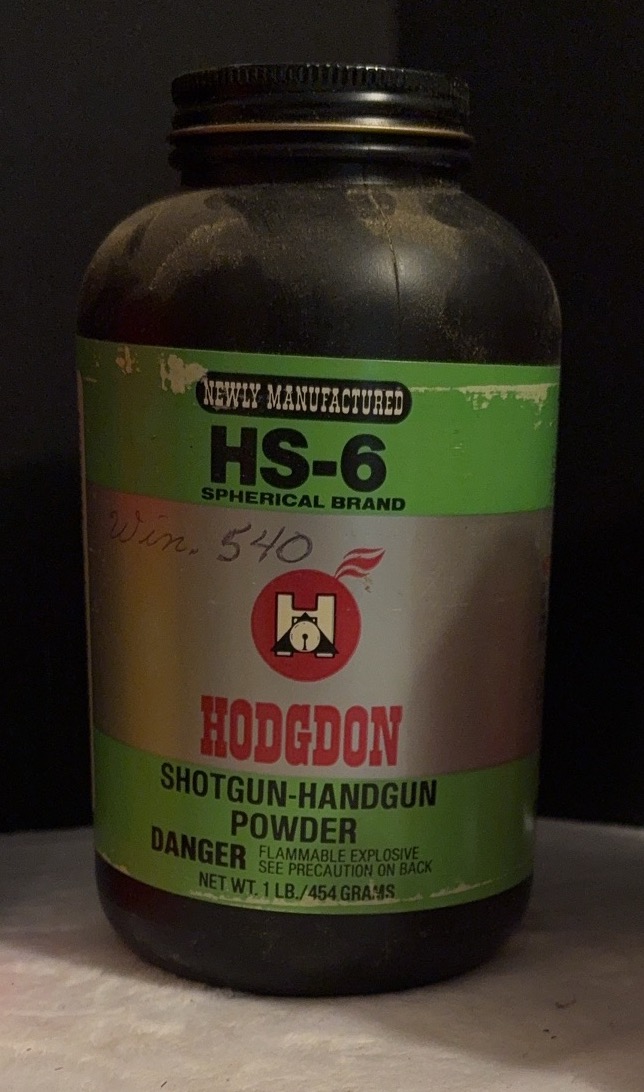 NEWLY MANUFACTURED
HS-6
SPHERICAL BRAND
Win. 540
H
HODGDON
SHOTGUN-HANDGUN
POWDER
DANGER FLAMMABLE EXPLOSIVE
SEE PRECAUTION ON BACK
NET WT. 1 LB./454 GRAMS